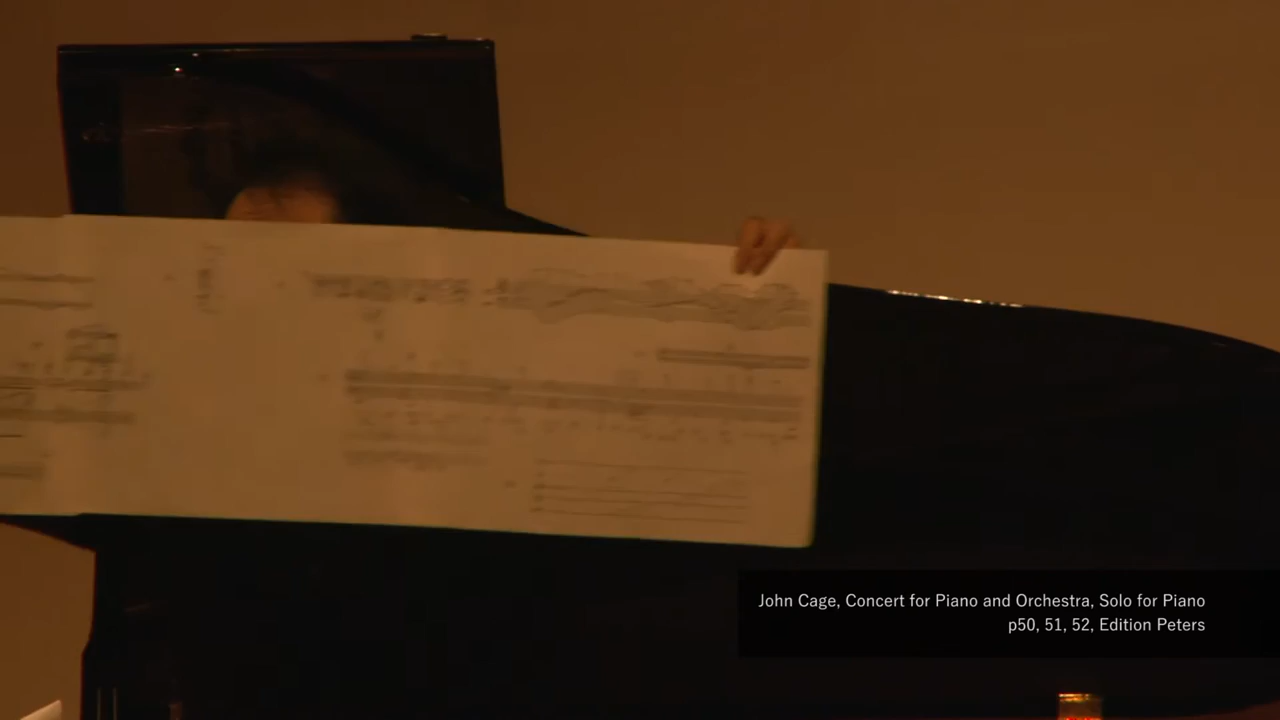 John Cage, Concert for Piano and Orchestra, Solo for Piano
p50, 51, 52, Edition Peters